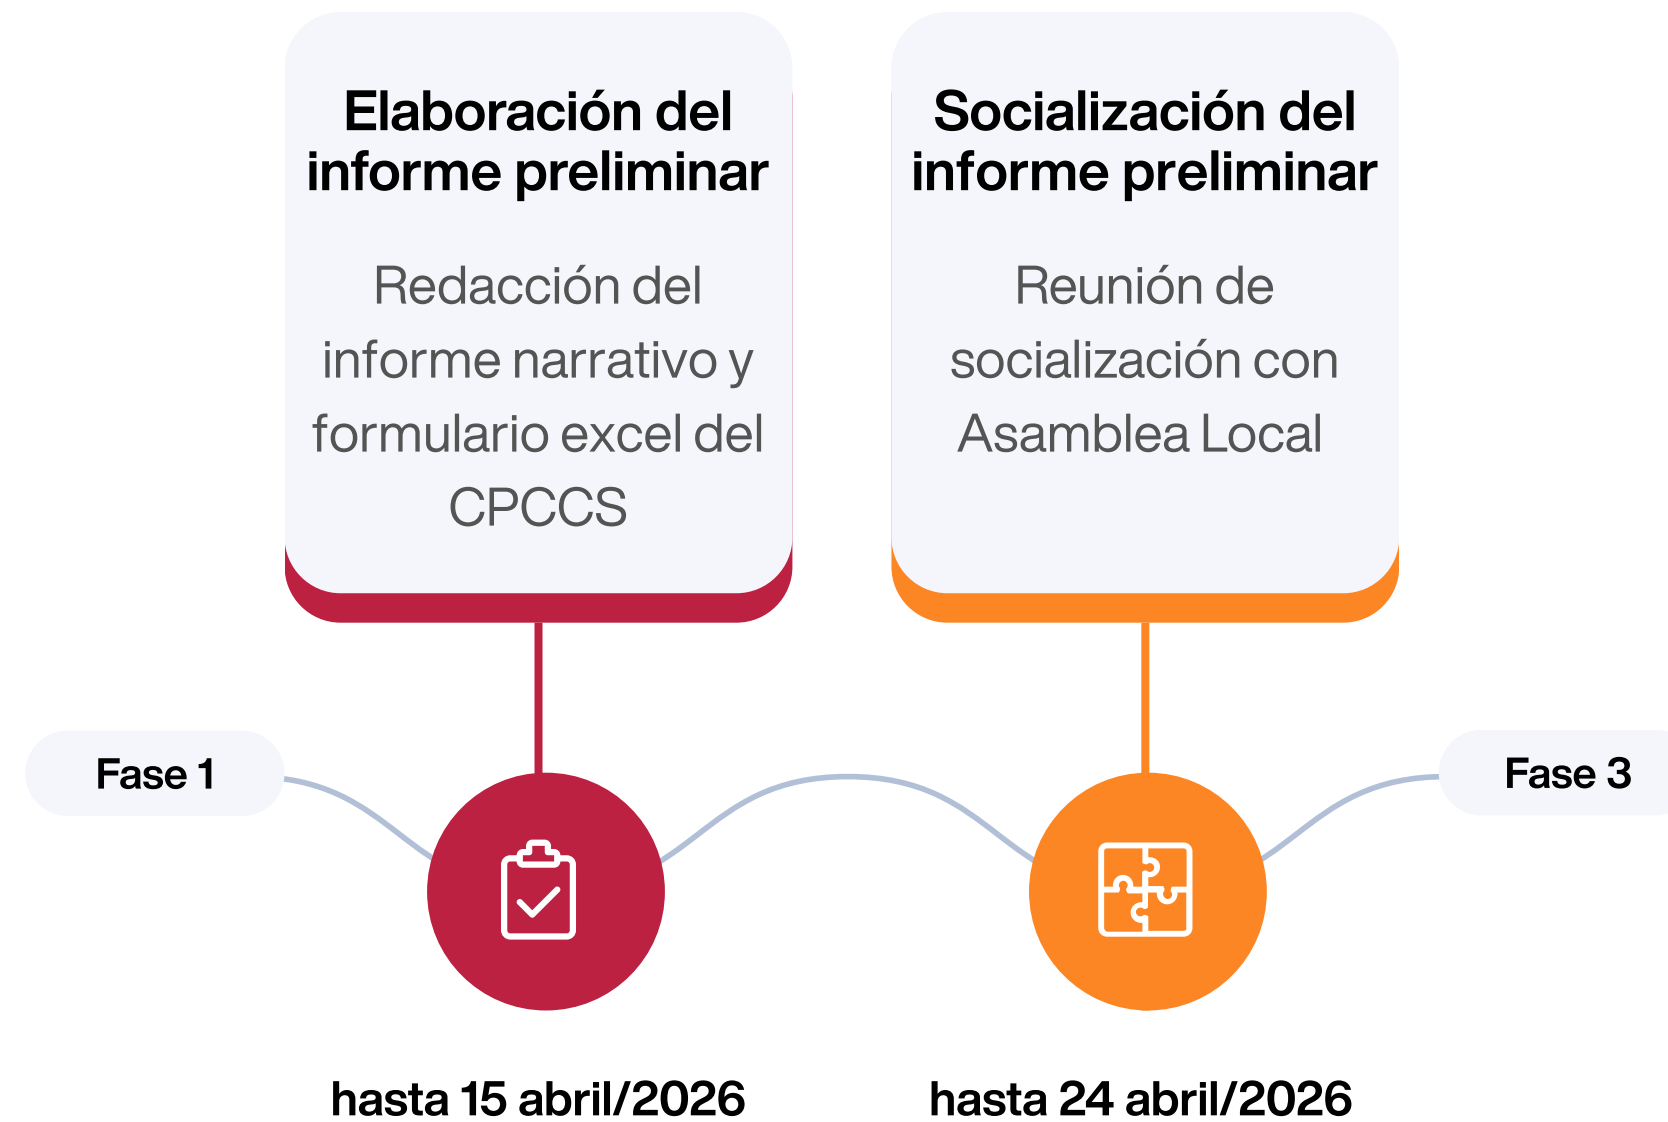 Elaboración del
informe preliminar
Redacción del
informe narrativo y
formulario excel del
CPCCS
Socialización del
informe preliminar
Reunión de
socialización con
Asamblea Local
Fase 1
Fase 3
hasta 15 abril/2026
hasta 24 abril/2026